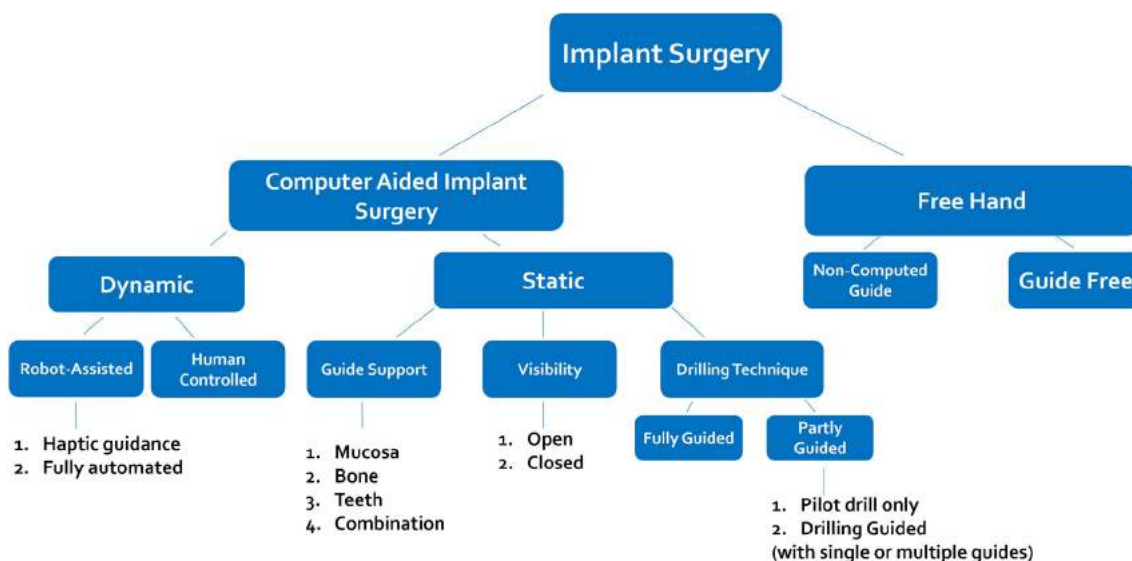 Implant Surgery
Computer Aided Implant
Surgery
Free Hand
Dynamic
Static
Non-Computed
Guide
Guide Free
Robot-Assisted
Human
Controlled
Guide Support
Visibility
Drilling Technique
1. Haptic guidance
2. Fully automated
1. Mucosa
2. Bone
3. Teeth
4. Combination
1. Open
2. Closed
Fully Guided
Partly
Guided
1. Pilot drill only
2. Drilling Guided
(with single or multiple guides)